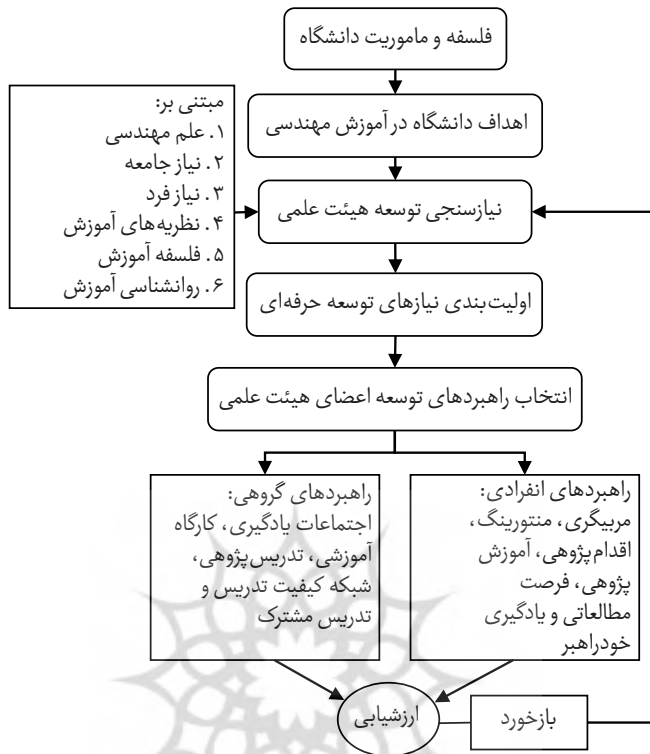 فلسفه و ماموریت دانشگاه
اهداف دانشگاه در آموزش مهندسی
مبتنی بر:
۱. علم مهندسی
۲. نیاز جامعه
۳. نیاز فرد
۴. نظریه‌های آموزش
۵. فلسفه آموزش
۶. روانشناسی آموزش
نیازسنجی توسعه هیئت علمی
اولیت‌بندی نیازهای توسعه حرفه‌ای
انتخاب راهبردهای توسعه اعضای هیئت علمی
راهبردهای انفرادی:
مربیگری، منتورینگ،
اقدام‌پژوهی، آموزش
پژوهی، فرصت
مطالعاتی و یادگیری
خودراهبر
راهبردهای گروهی:
اجتماعات یادگیری، کارگاه
آموزشی، تدریس‌پژوهی،
شبکه کیفیت تدریس و
تدریس مشترک
ارزشیابی
بازخورد